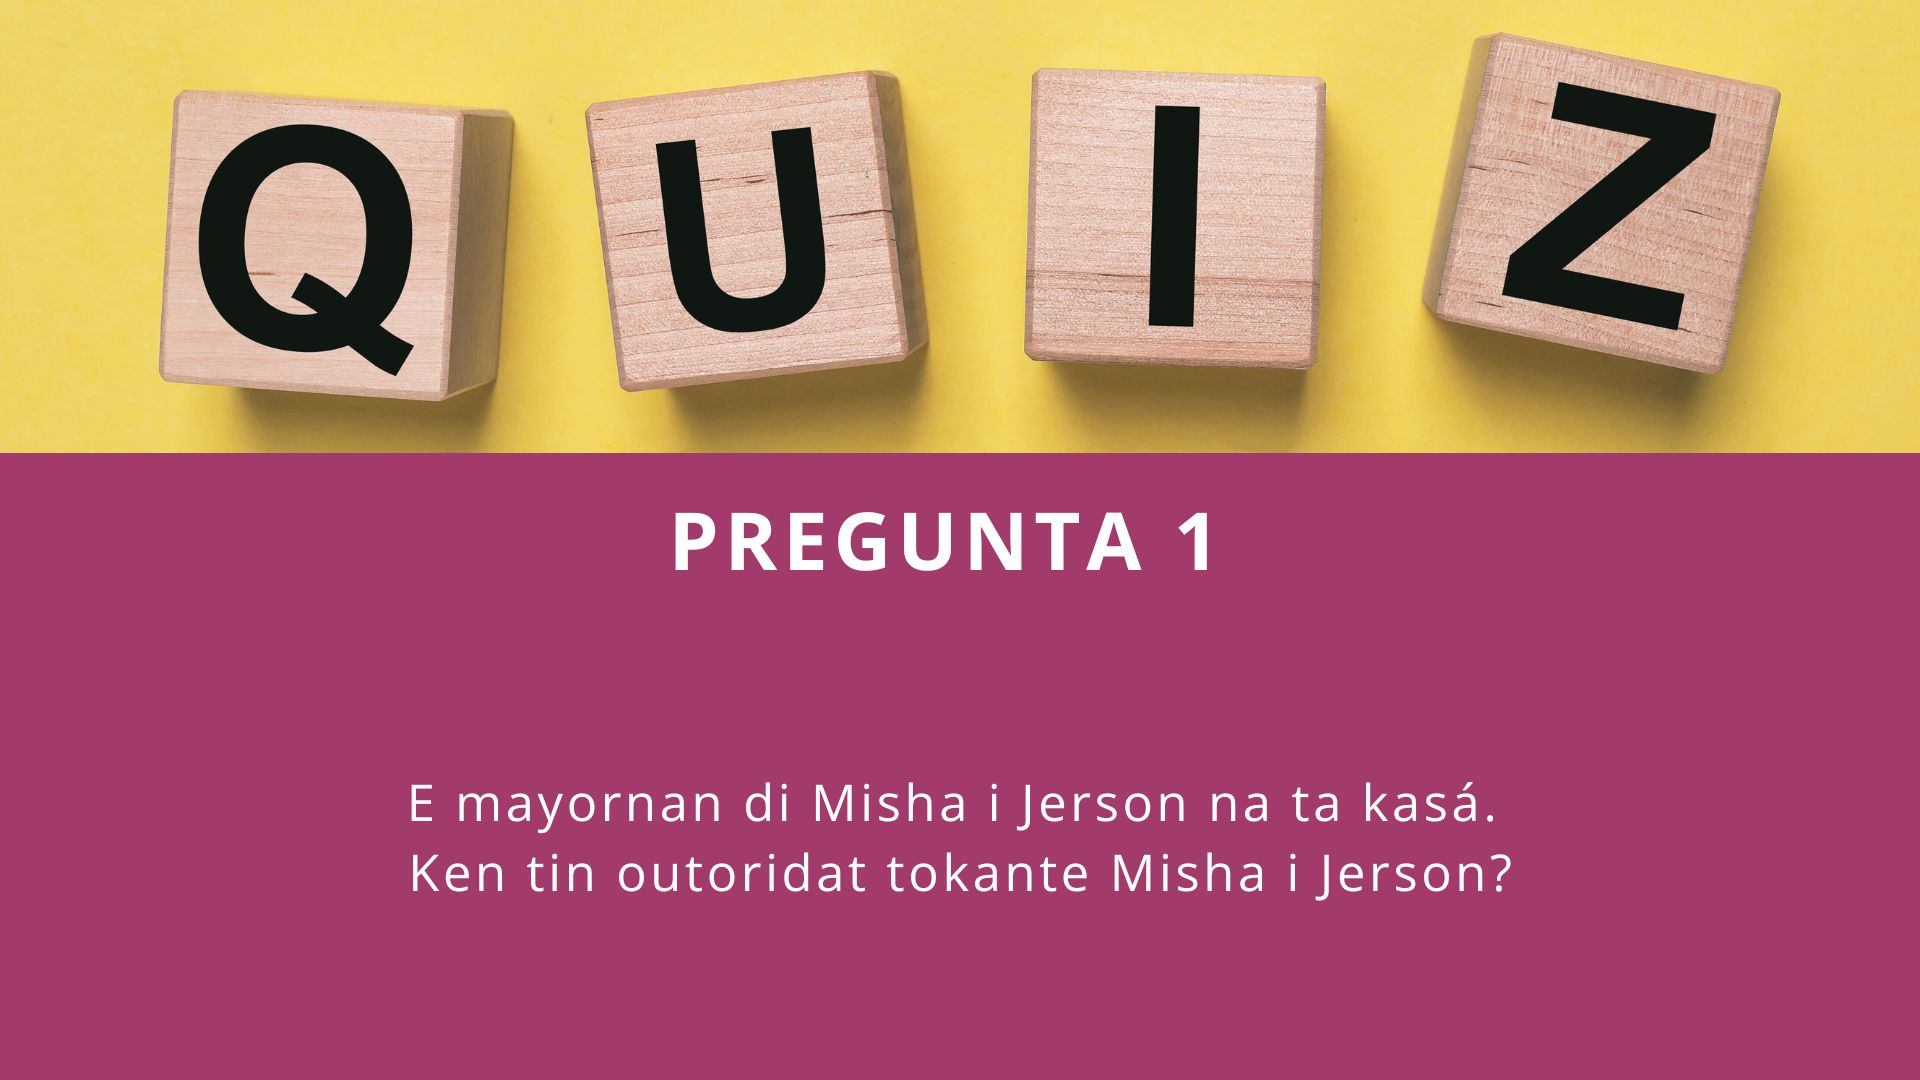 QUIZ
PREGUNTA 1
E mayornan di Misha i Jerson na ta kasá.
Ken tin outoridat tokante Misha i Jerson?